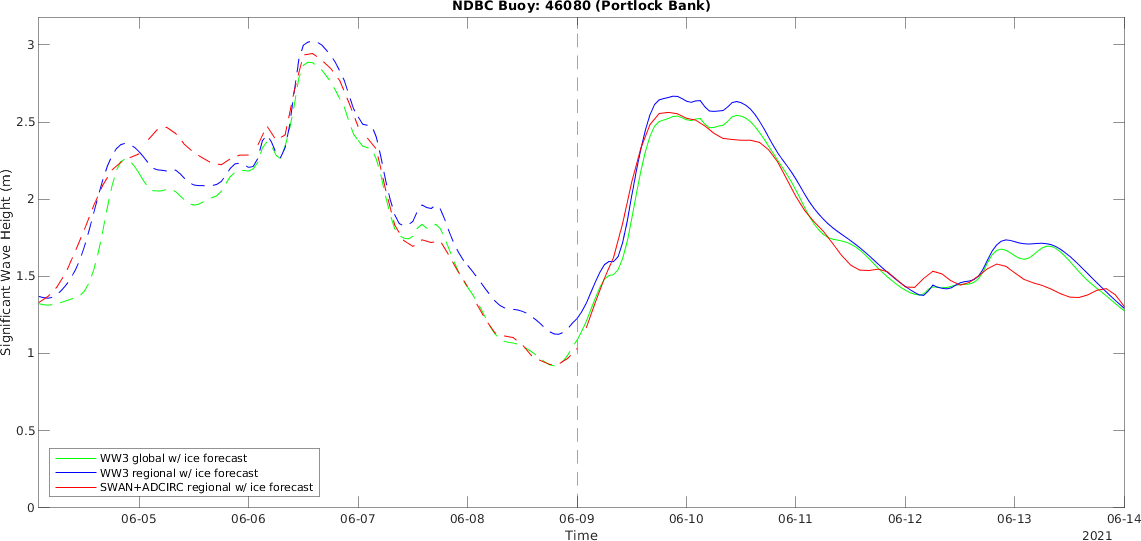 NDBC Buoy: 46080 (Portlock Bank)
Significant Wave Height (m)
3
2.5
2
1.5
1
0.5
0
WW3 global w/ ice forecast
WW3 regional w/ ice forecast
SWAN+ADCIRC regional w/ ice forecast
06-05 06-06 06-07 06-08 06-09 06-10 06-11 06-12 06-13 06-14
Time
2021